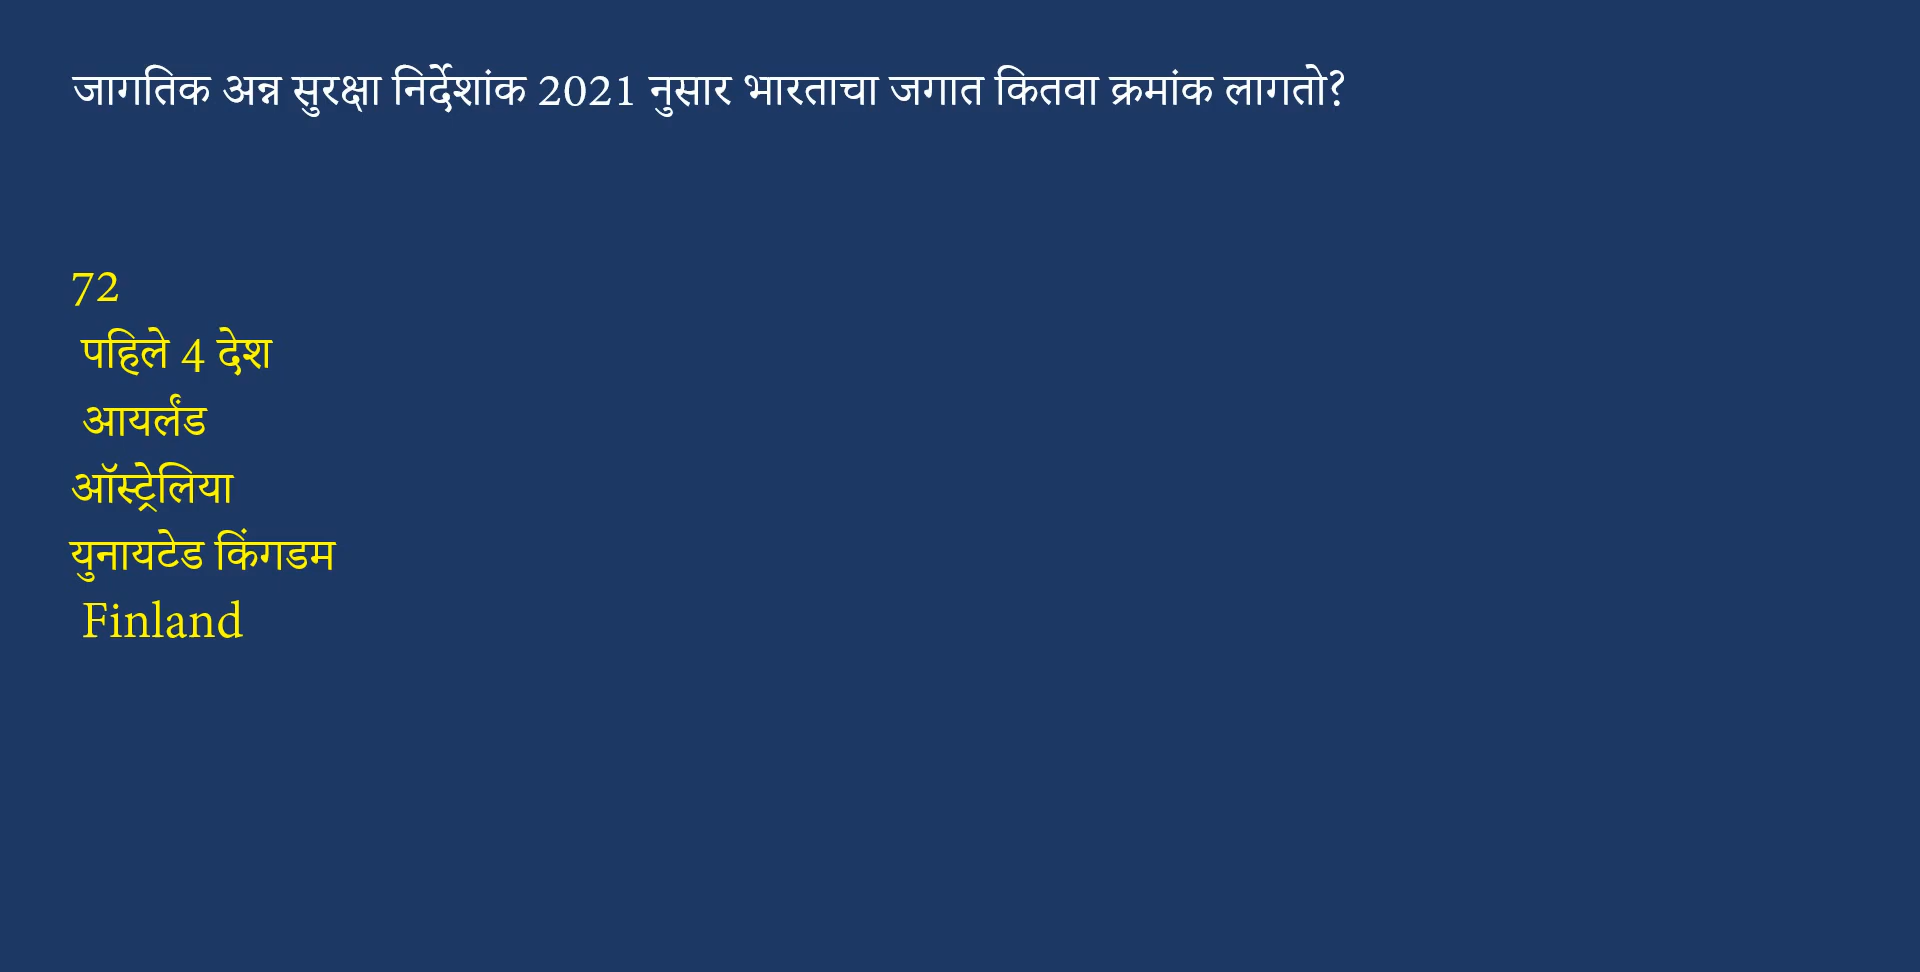 जागतिक अन्न सुरक्षा निर्देशांक 2021 नुसार भारताचा जगात कितवा क्रमांक लागतो?
72
पहिले 4 देश
आयर्लंड
ऑस्ट्रेलिया
युनायटेड किंगडम
Finland